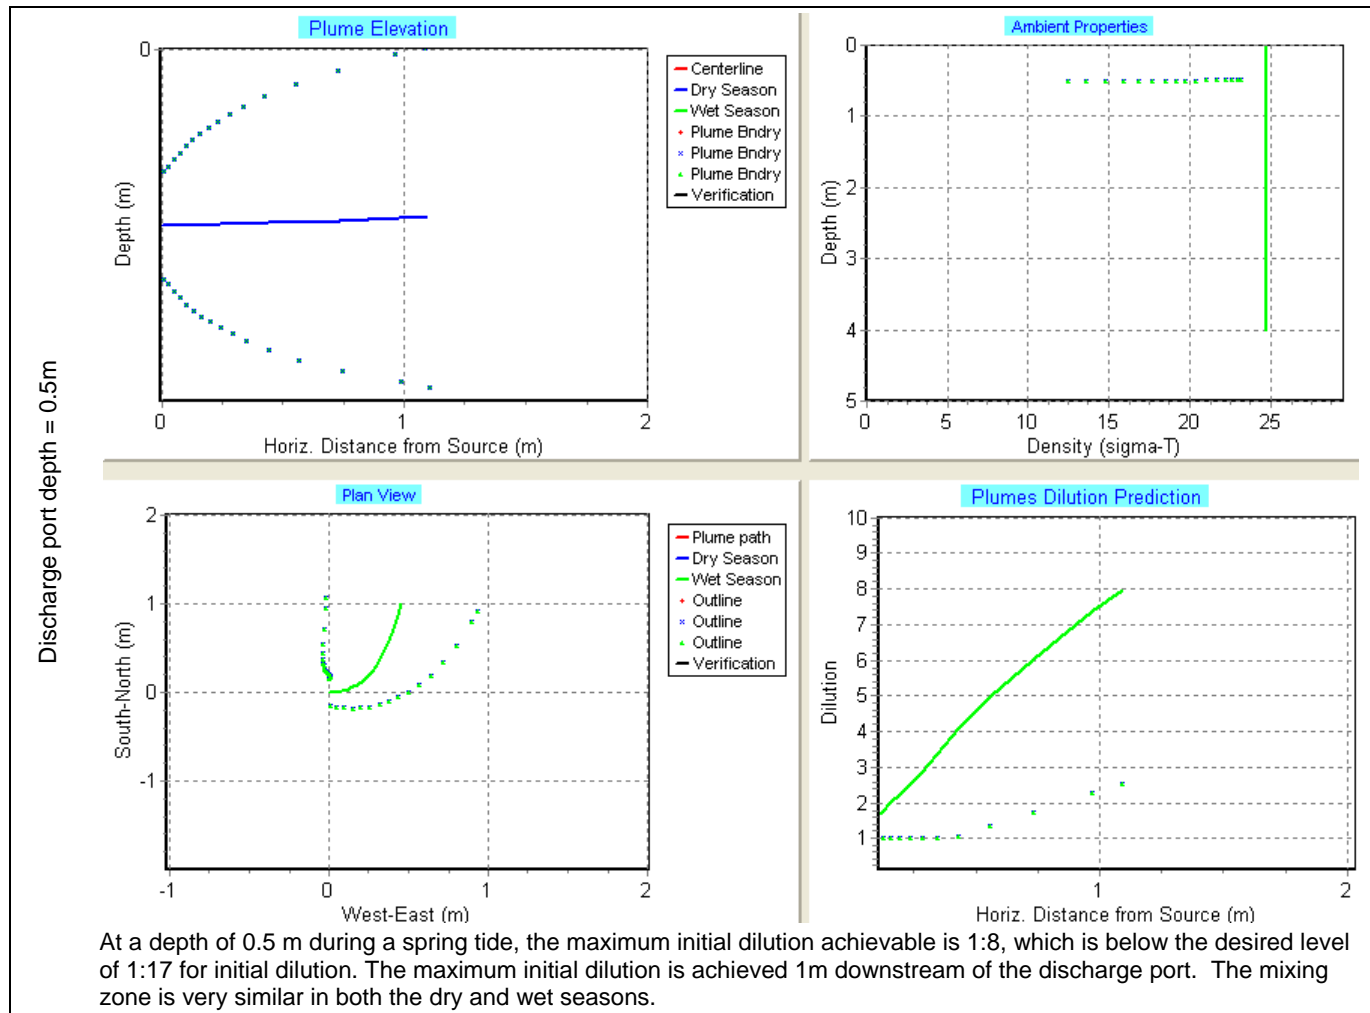 Discharge port depth = 0.5m
Plume Elevation
0
Depth (m)
0
1
2
Horiz. Distance from Source (m)
Centerline
Dry Season
Wet Season
Plume Bndry
Plume Bndry
Plume Bndry
Verification
Ambient Properties
0
1
2
3
4
5
Depth (m)
0
5
10
15
20
25
Density (sigma-T)
Plan View
2
1
0
-1
South-North (m)
-1
0
1
2
West-East (m)
Plume path
Dry Season
Wet Season
Outline
Outline
Outline
Verification
Plumes Dilution Prediction
10
9
8
7
6
5
4
3
2
1
Dilution
1
2
Horiz. Distance from Source (m)
At a depth of 0.5 m during a spring tide, the maximum initial dilution achievable is 1:8, which is below the desired level
of 1:17 for initial dilution. The maximum initial dilution is achieved 1m downstream of the discharge port.  The mixing
zone is very similar in both the dry and wet seasons.